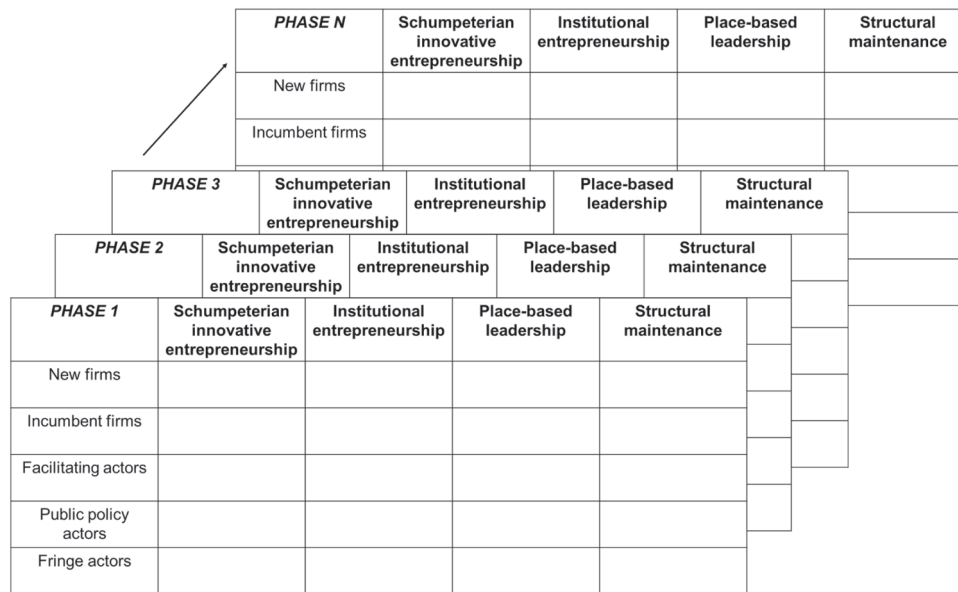 PHASE N Schumpeterian Institutional Place-based Structural
innovative entrepreneurship leadership maintenance
entrepreneurship
New firms
Incumbent firms
PHASE 3 Schumpeterian Institutional Place-based Structural
innovative entrepreneurship leadership maintenance
entrepreneurship
PHASE 2 Schumpeterian Institutional Place-based Structural
innovative entrepreneurship leadership maintenance
entrepreneurship
PHASE 1 Schumpeterian Institutional Place-based Structural
innovative entrepreneurship leadership maintenance
entrepreneurship
New firms
Incumbent firms
Facilitating actors
Public policy
actors
Fringe actors